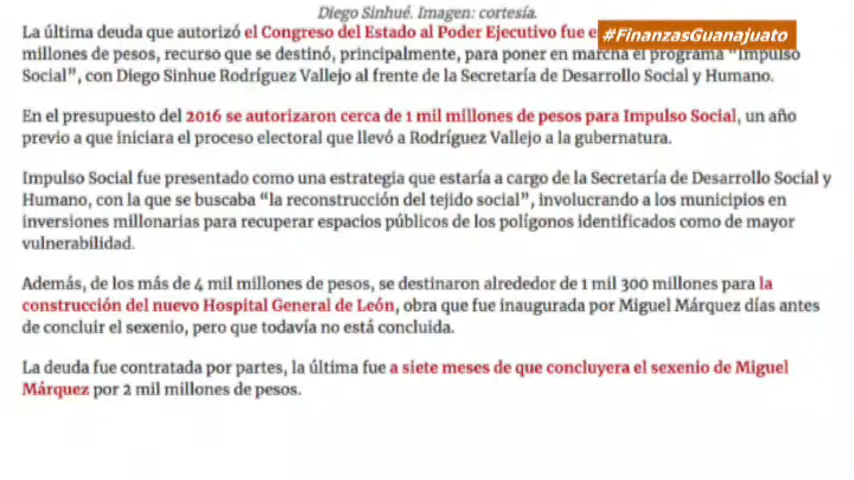 Diego Sinhué. Imagen: cortesía.
La última deuda que autorizó el Congreso del Estado al Poder Ejecutivo fue e
#FinanzasGuanajuato
millones de pesos, recurso que se destinó, principalmente, para poner en marcha el programa “Impulso
Social”, con Diego Sinhue Rodríguez Vallejo al frente de la Secretaría de Desarrollo Social y Humano.
En el presupuesto del 2016 se autorizaron cerca de 1 mil millones de pesos para Impulso Social, un año
previo a que iniciara el proceso electoral que llevó a Rodríguez Vallejo a la gubernatura.
Impulso Social fue presentado como una estrategia que estaría a cargo de la Secretaría de Desarrollo Social y
Humano, con la que se buscaba “la reconstrucción del tejido social”, involucrando a los municipios en
inversiones millonarias para recuperar espacios públicos de los polígonos identificados como de mayor
vulnerabilidad.
Además, de los más de 4 mil millones de pesos, se destinaron alrededor de 1 mil 300 millones para la
construcción del nuevo Hospital General de León, obra que fue inaugurada por Miguel Márquez días antes
de concluir el sexenio, pero que todavía no está concluida.
La deuda fue contratada por partes, la última fue a siete meses de que concluyera el sexenio de Miguel
Márquez por 2 mil millones de pesos.